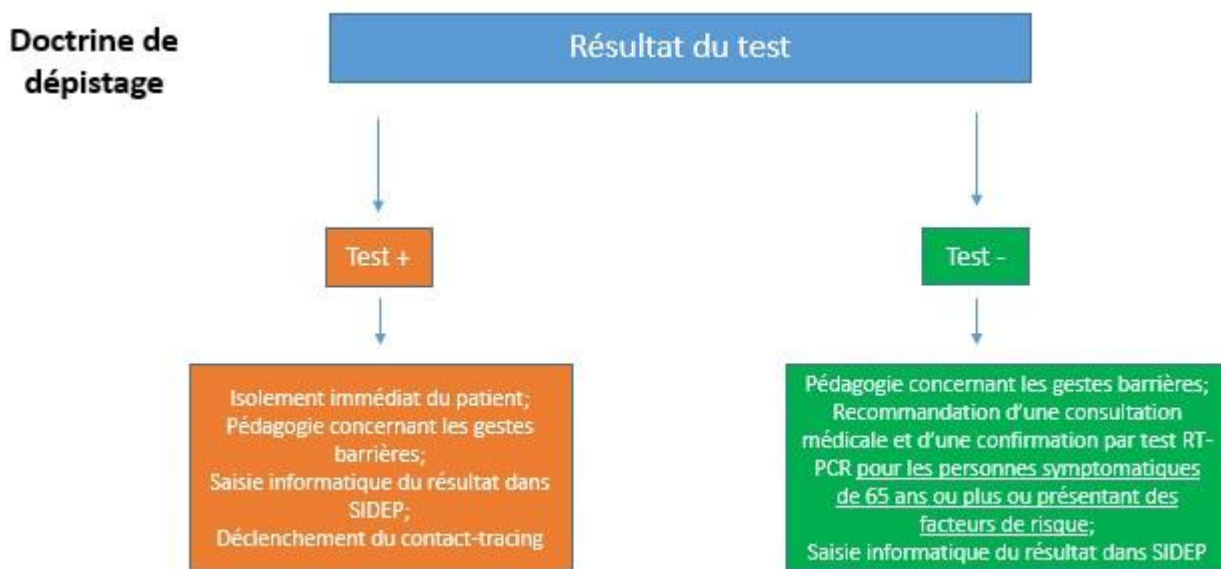 Doctrine de
dépistage
Résultat du test
Test +
Test -
Isolement immédiat du patient;
Pédagogie concernant les gestes
barrières;
Saisie informatique du résultat dans
SIDEP;
Déclenchement du contact-tracing
Pédagogie concernant les gestes barrières;
Recommandation d'une consultation
médicale et d'une confirmation par test RT-
PCR pour les personnes symptomatiques
de 65 ans ou plus ou présentant des
facteurs de risque;
Saisie informatique du résultat dans SIDEP